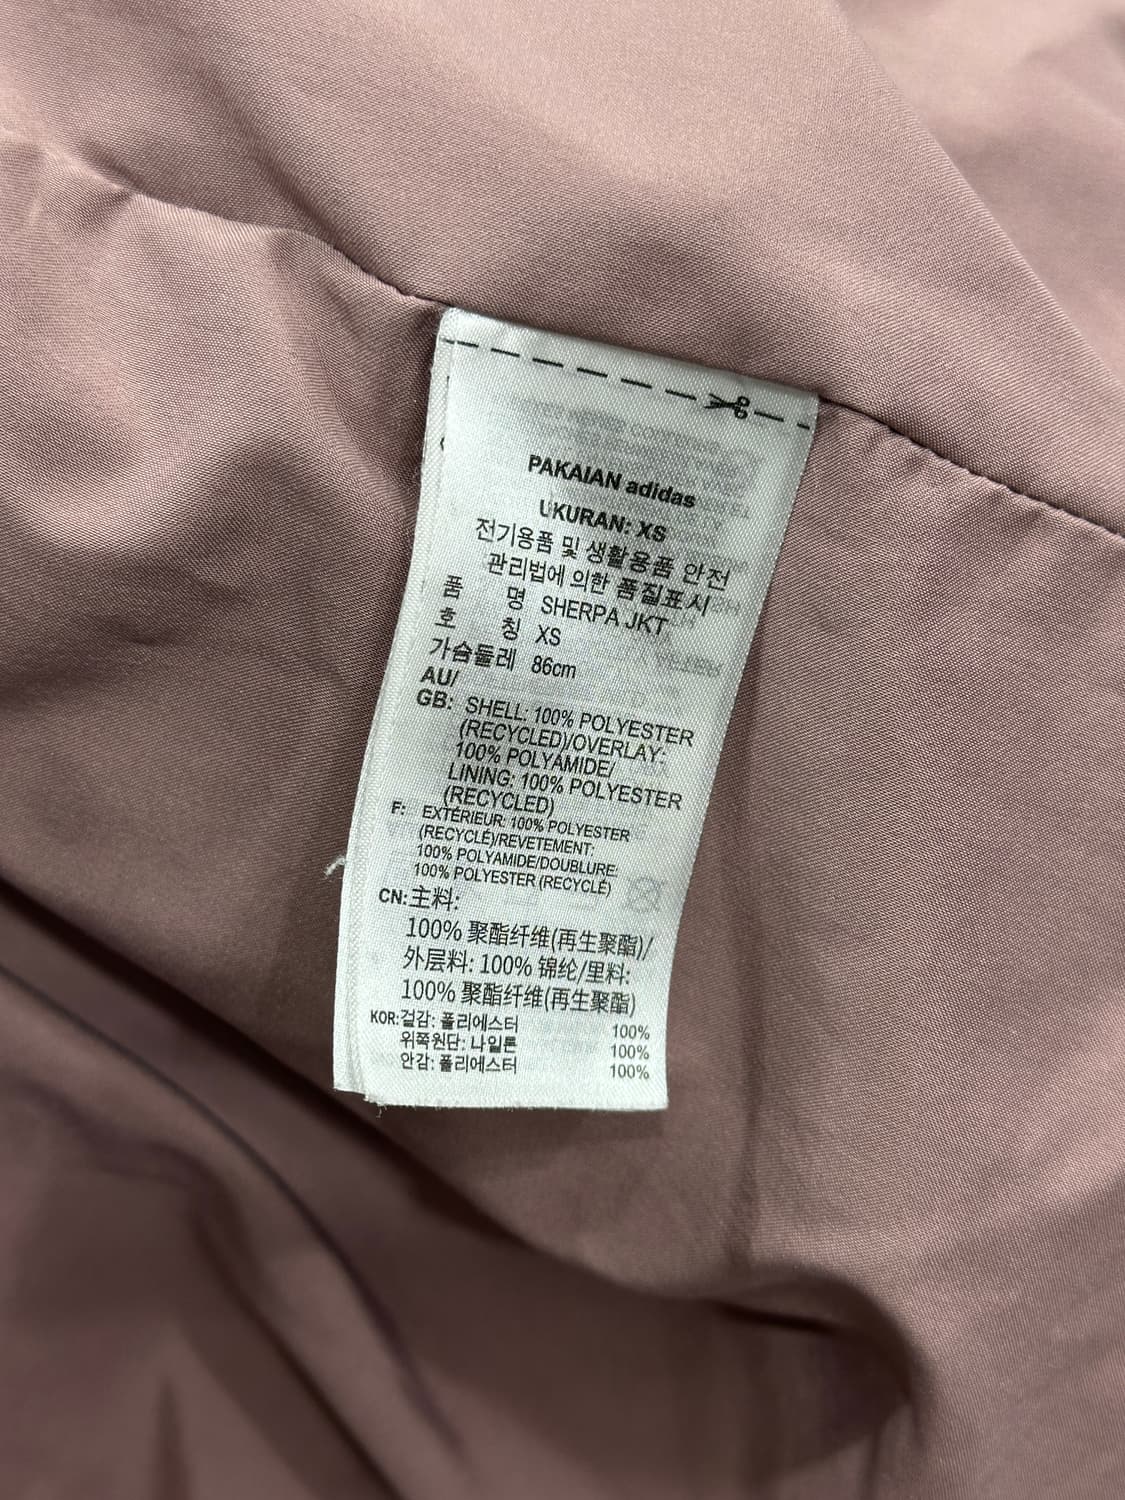 PAKAIAN adidas
UKURAN: XS
전기용품 및 생활용품 안전
관리법에 의한 품질표시
품 명 SHERPA JKT
호 칭 XS
가슴둘레 86cm
AU/
GB: SHELL: 100% POLYESTER
(RECYCLED)/OVERLAY:
100% POLYAMIDE/
LINING: 100% POLYESTER
(RECYCLED)
F: EXTÉRIEUR: 100% POLYESTER
(RECYCLÉ)/REVETEMENT:
100% POLYAMIDE/DOUBLURE:
100% POLYESTER (RECYCLÉ)
CN:主料:
100% 聚酯纤维(再生聚酯)/
外层料: 100% 锦纶/里料:
100% 聚酯纤维(再生聚酯)
KOR:겉감: 폴리에스터 100%
위쪽원단: 나일론 100%
안감: 폴리에스터 100%